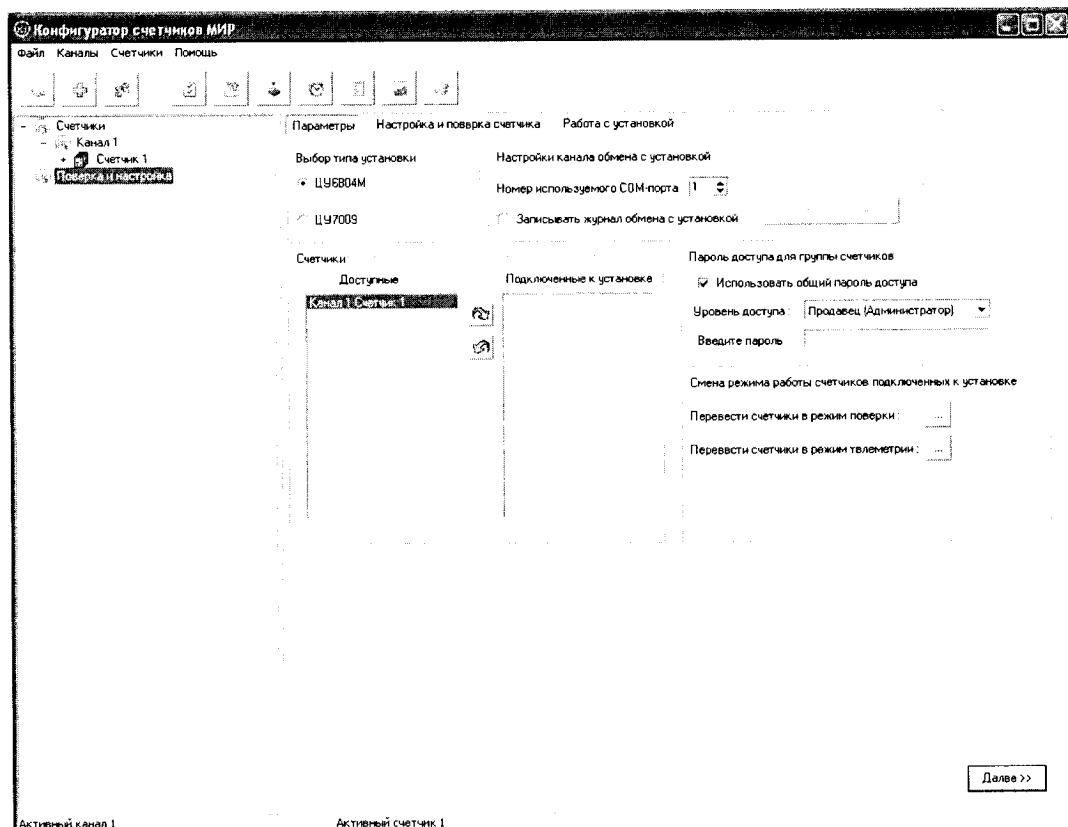 Конфигуратор счетчиков МИР
Файл Каналы Счетчики Помощь
Счетчики
Канал 1
Счетчик 1
Поверка и настройка
Параметры Настройка и поверка счетчика Работа с установкой
Выбор типа установки
ЦУ6804М
ЦУ7009
Настройки канала обмена с установкой
Номер используемого COM-порта 1
Записывать журнал обмена с установкой
Счетчики
Доступные
Канал 1 Счетчик 1
Подключенные к установке
Пароль доступа для группы счетчиков
Использовать общий пароль доступа
Уровень доступа : Продавец (Администратор)
Введите пароль
Смена режима работы счетчиков подключенных к установке
Перевести счетчики в режим поверки : ...
Перевести счетчики в режим телеметрии : ...
Далее >>
Активный канал 1
Активный счетчик 1